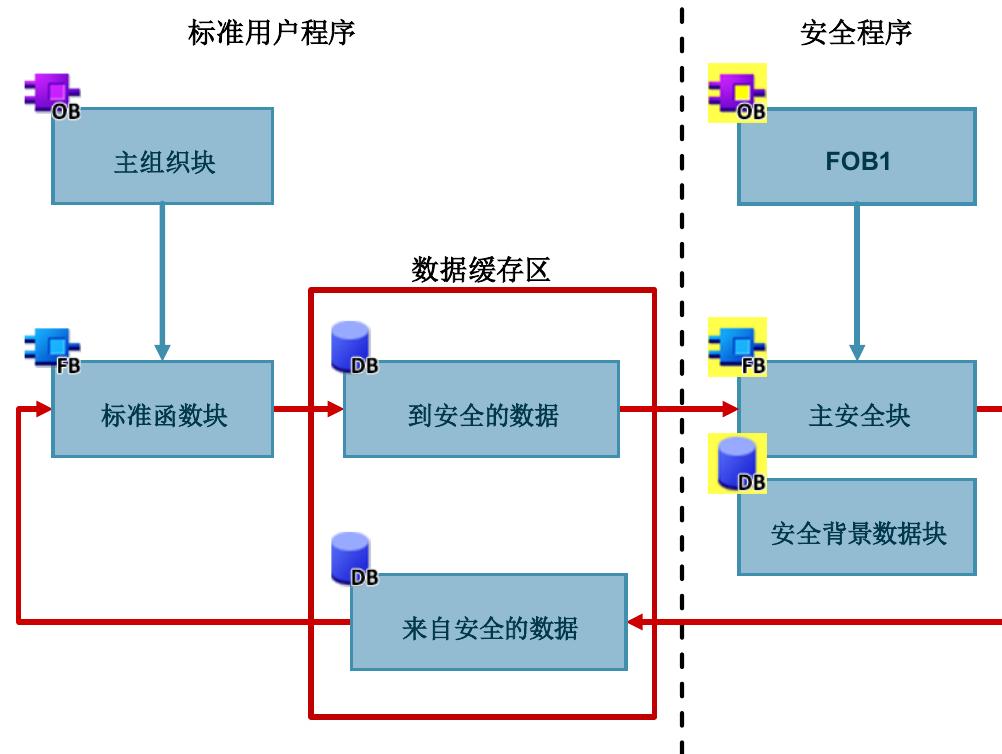 标准用户程序
安全程序
OB
主组织块
OB
FOB1
数据缓存区
FB
标准函数块
DB
到安全的数据
FB
主安全块
DB
安全背景数据块
DB
来自安全的数据